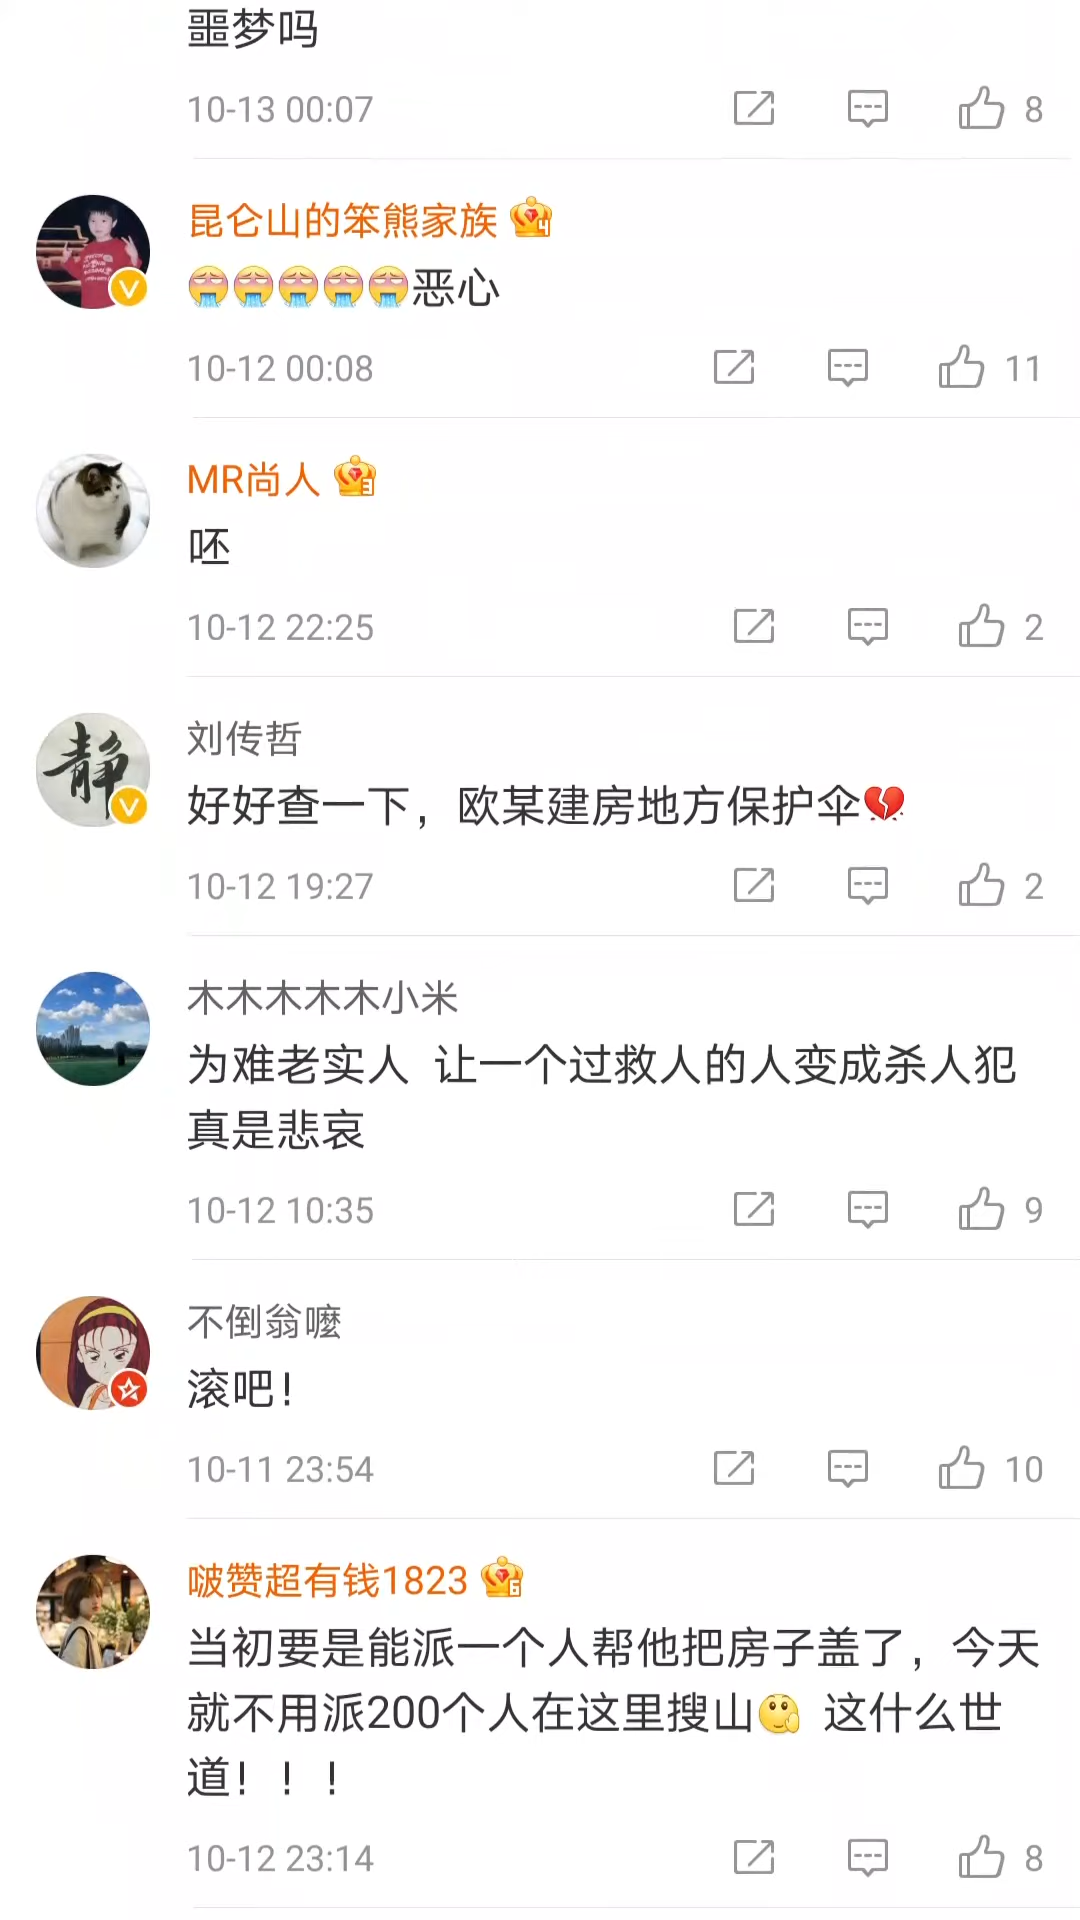 噩梦吗
10-13 00:07
8
昆仑山的笨熊家族
恶心
10-12 00:08
11
MR尚人
呸
10-12 22:25
2
静
刘传哲
好好查一下，欧某建房地方保护伞
10-12 19:27
2
木木木木木小米
为难老实人 让一个过救人的人变成杀人犯
真是悲哀
10-12 10:35
9
不倒翁嚒
滚吧！
10-11 23:54
10
啵赞超有钱1823
当初要是能派一个人帮他把房子盖了，今天
就不用派200个人在这里搜山 这什么世
道！！！
10-12 23:14
8